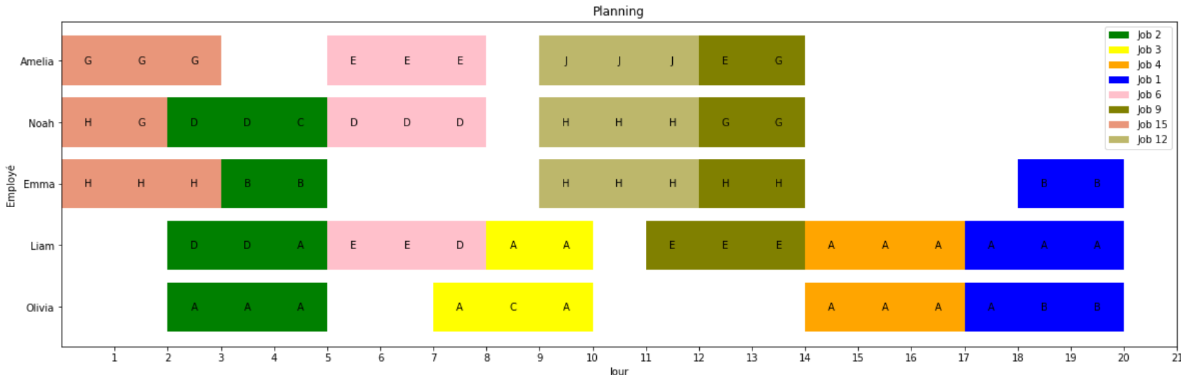 Planning
Job 2
Job 3
Job 4
Job 1
Job 6
Job 9
Job 15
Job 12
Employé
Amelia G G G E E E J J J E G
Noah H G D D C D D D H H H G G
Emma H H H B B H H H H H B B
Liam D D A E E D A A E E E A A A A A A
Olivia A A A A C A A A A A B B
1 2 3 4 5 6 7 8 9 10 11 12 13 14 15 16 17 18 19 20 21
Jour